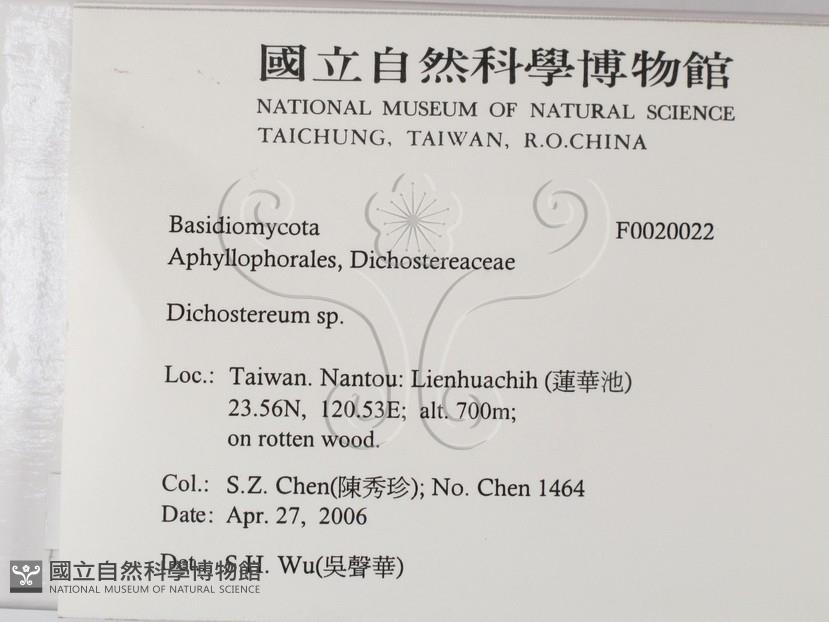 國立自然科學博物館
NATIONAL MUSEUM OF NATURAL SCIENCE
TAICHUNG, TAIWAN, R.O.CHINA
Basidiomycota F0020022
Aphyllophorales, Dichostereaceae
Dichostereum sp.
Loc.: Taiwan. Nantou: Lienhuachih (蓮華池)
23.56N, 120.53E; alt. 700m;
on rotten wood.
Col.: S.Z. Chen(陳秀珍); No. Chen 1464
Date: Apr. 27, 2006
Det.: S.H. Wu(吳聲華)
國立自然科學博物館
NATIONAL MUSEUM OF NATURAL SCIENCE